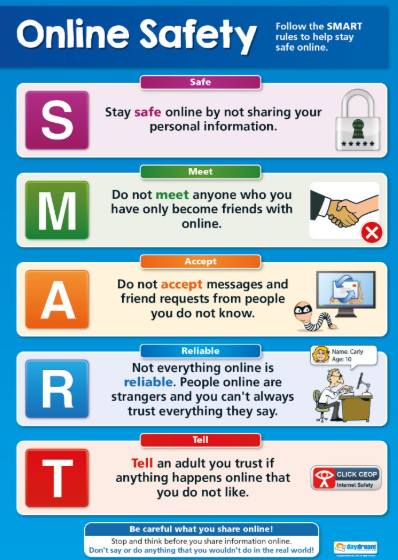 Online Safety
Follow the SMART
rules to help stay
safe online.
Safe
S
Stay safe online by not sharing your
personal information.
Meet
M
Do not meet anyone who you
have only become friends with
online.
Accept
A
Do not accept messages and
friend requests from people
you do not know.
Reliable
R
Not everything online is
reliable. People online are
strangers and you can't always
trust everything they say.
Name: Carly
Age: 10
Tell
T
Tell an adult you trust if
anything happens online that
you do not like.
CLICK CEOP
Internet Safety
Be careful what you share online!
Stop and think before you share information online.
Don't say or do anything that you wouldn't do in the real world!
daydream